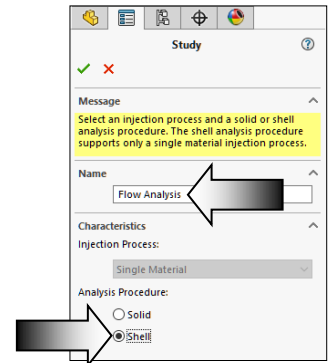 Study
Message
Select an injection process and a solid or shell
analysis procedure. The shell analysis procedure
supports only a single material injection process.
Name
Flow Analysis
Characteristics
Injection Process:
Single Material
Analysis Procedure:
Solid
Shell